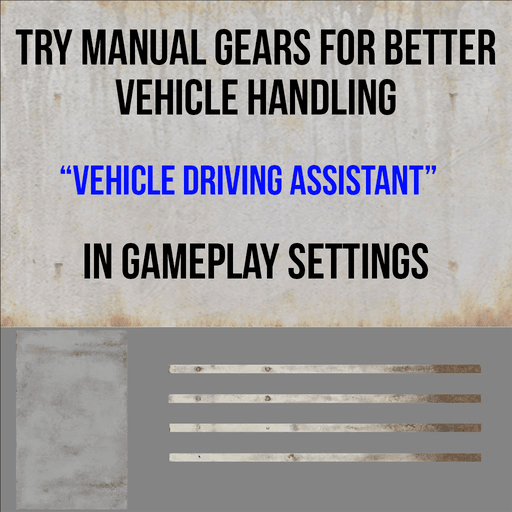 TRY MANUAL GEARS FOR BETTER
VEHICLE HANDLING
“VEHICLE DRIVING ASSISTANT”
IN GAMEPLAY SETTINGS